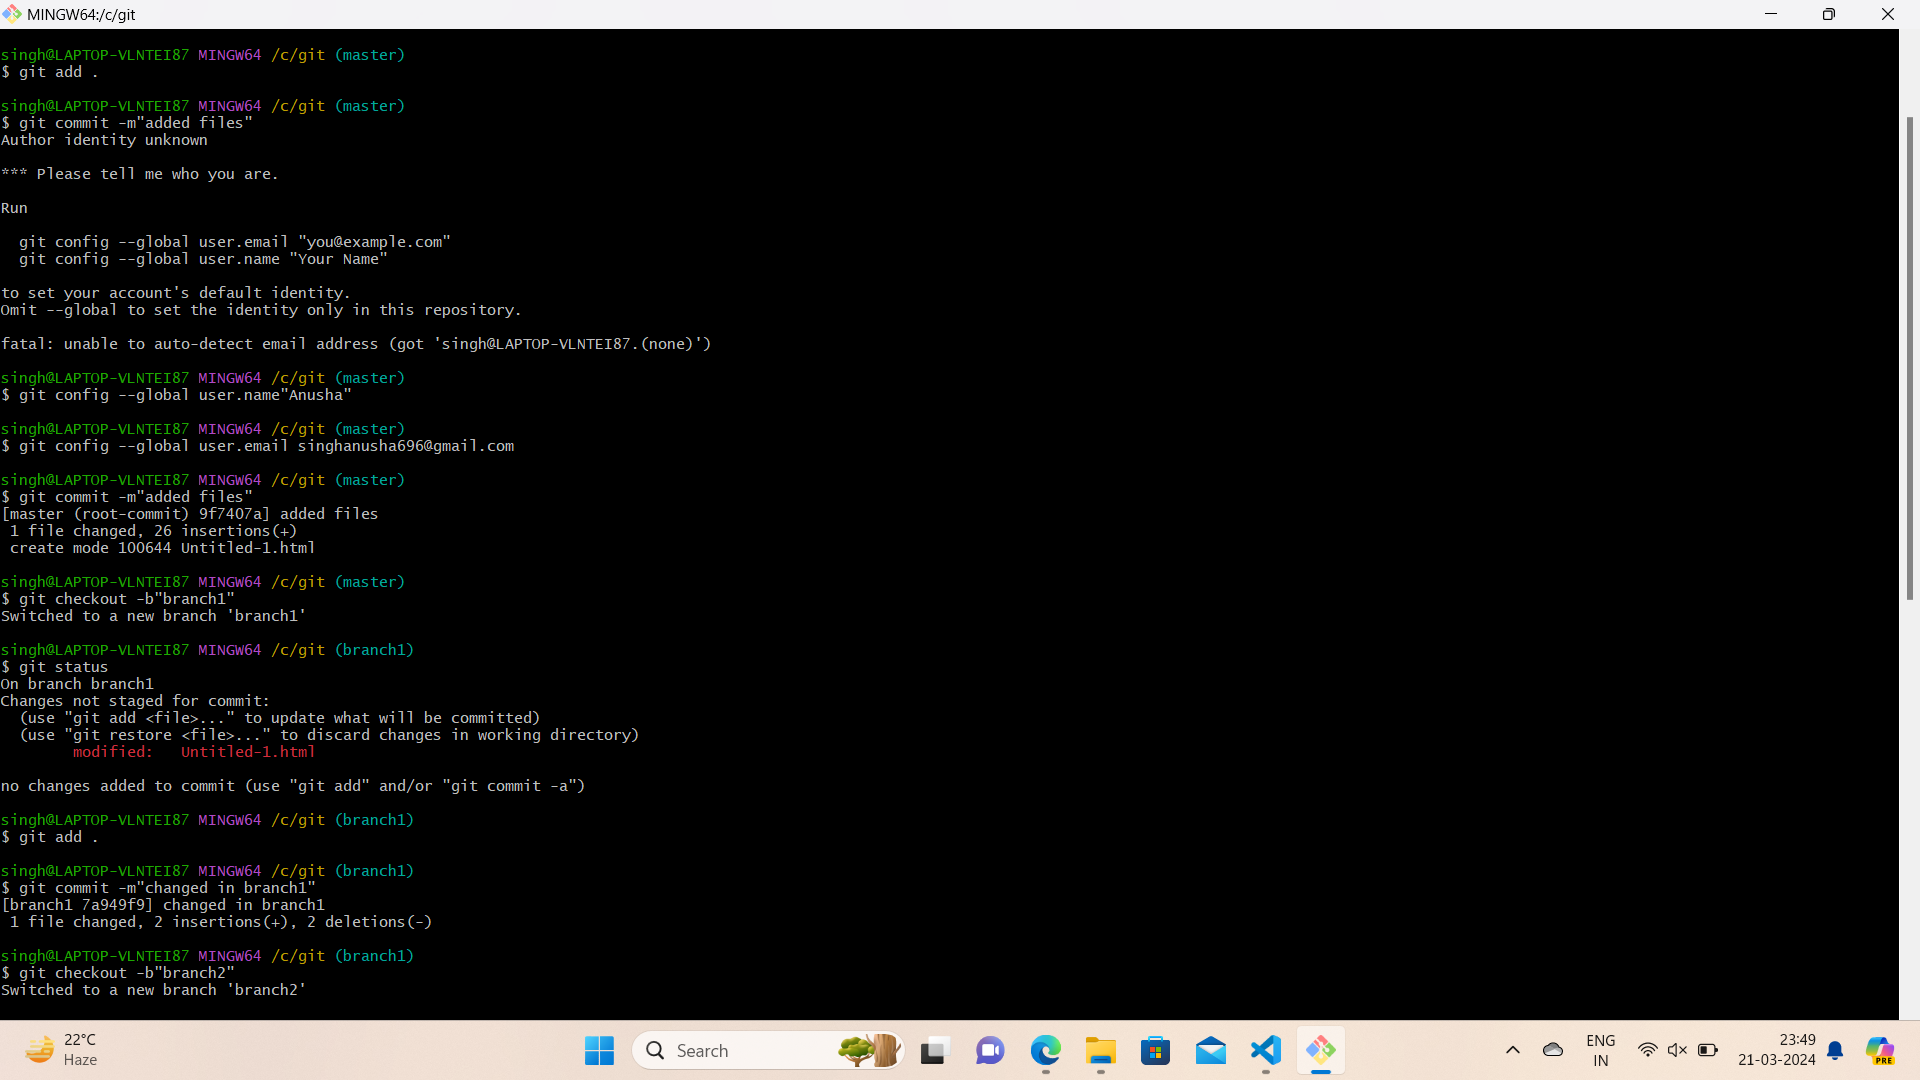 MINGW64:/c/git
singh@LAPTOP-VLNTEI87 MINGW64 /c/git (master)
$ git add .
singh@LAPTOP-VLNTEI87 MINGW64 /c/git (master)
$ git commit -m"added files"
Author identity unknown
*** Please tell me who you are.
Run
  git config --global user.email "you@example.com"
  git config --global user.name "Your Name"
to set your account's default identity.
Omit --global to set the identity only in this repository.
fatal: unable to auto-detect email address (got 'singh@LAPTOP-VLNTEI87.(none)')
singh@LAPTOP-VLNTEI87 MINGW64 /c/git (master)
$ git config --global user.name"Anusha"
singh@LAPTOP-VLNTEI87 MINGW64 /c/git (master)
$ git config --global user.email singhanusha696@gmail.com
singh@LAPTOP-VLNTEI87 MINGW64 /c/git (master)
$ git commit -m"added files"
[master (root-commit) 9f7407a] added files
 1 file changed, 26 insertions(+)
 create mode 100644 Untitled-1.html
singh@LAPTOP-VLNTEI87 MINGW64 /c/git (master)
$ git checkout -b"branch1"
Switched to a new branch 'branch1'
singh@LAPTOP-VLNTEI87 MINGW64 /c/git (branch1)
$ git status
On branch branch1
Changes not staged for commit:
  (use "git add <file>..." to update what will be committed)
  (use "git restore <file>..." to discard changes in working directory)
        modified:   Untitled-1.html
no changes added to commit (use "git add" and/or "git commit -a")
singh@LAPTOP-VLNTEI87 MINGW64 /c/git (branch1)
$ git add .
singh@LAPTOP-VLNTEI87 MINGW64 /c/git (branch1)
$ git commit -m"changed in branch1"
[branch1 7a949f9] changed in branch1
 1 file changed, 2 insertions(+), 2 deletions(-)
singh@LAPTOP-VLNTEI87 MINGW64 /c/git (branch1)
$ git checkout -b"branch2"
Switched to a new branch 'branch2'
22°C
Haze
Search
ENG
IN
23:49
21-03-2024
PRE